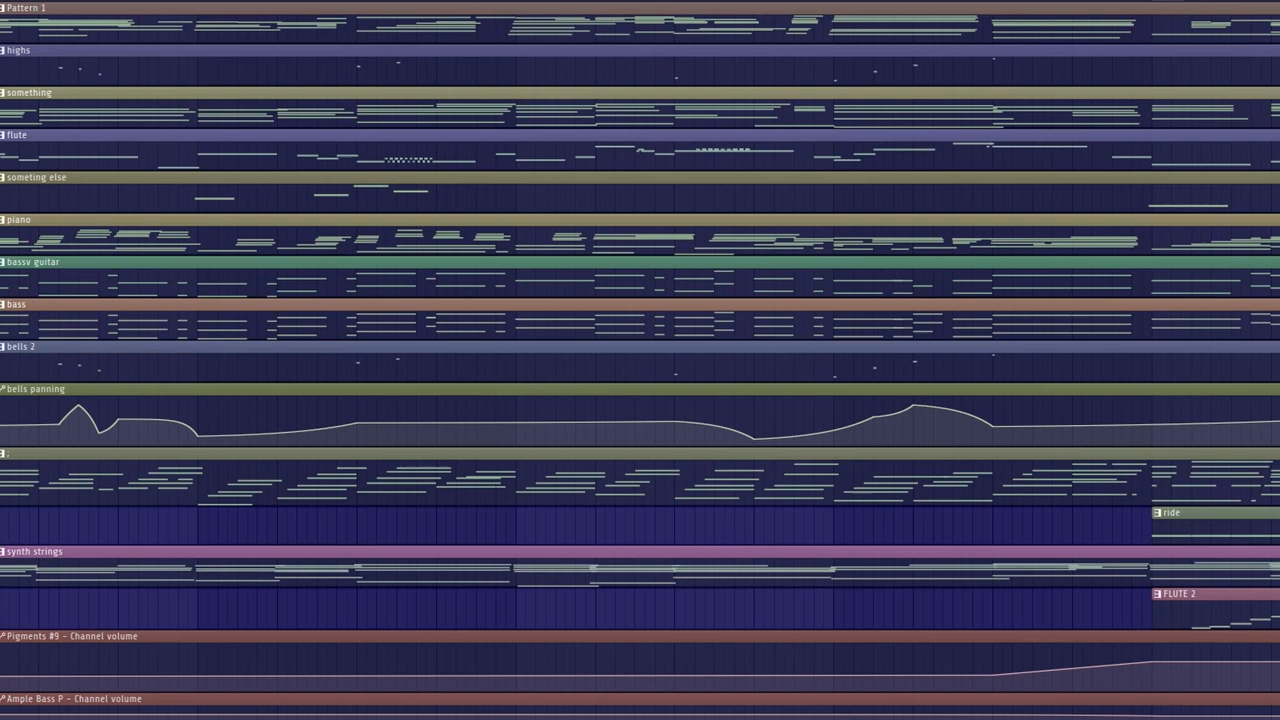 Pattern 1
highs
something
flute
someting else
piano
bassv guitar
bass
bells 2
bells panning
;
ride
synth strings
FLUTE 2
Pigments #9 - Channel volume
Ample Bass P - Channel volume